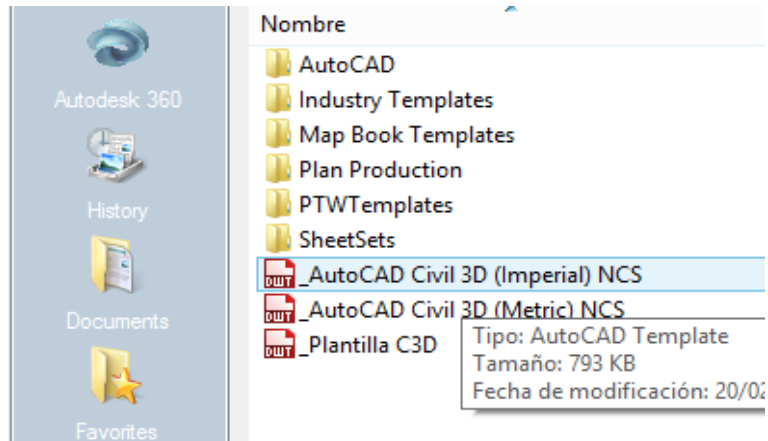 Autodesk 360
History
Documents
Favorites
Nombre
AutoCAD
Industry Templates
Map Book Templates
Plan Production
PTWTemplates
SheetSets
DWT _AutoCAD Civil 3D (Imperial) NCS
DWT _AutoCAD Civil 3D (Metric) NCS
DWT _Plantilla C3D
Tipo: AutoCAD Template
Tamaño: 793 KB
Fecha de modificación: 20/02